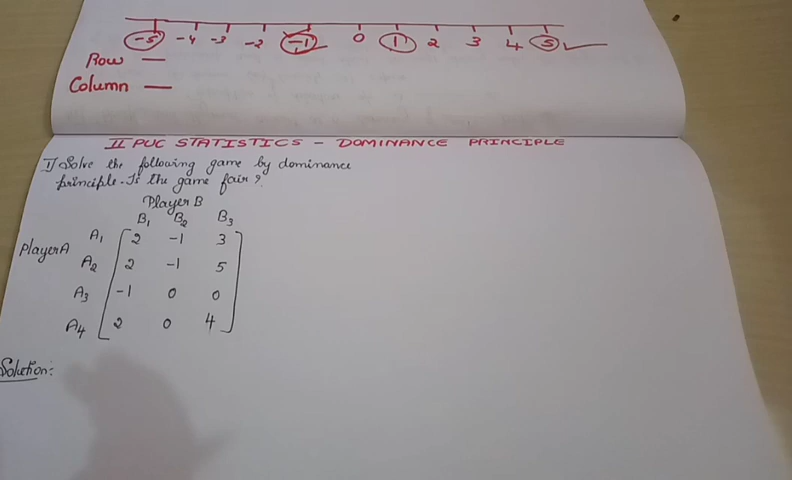 -5 -4 -3 -2 -1 0 1 2 3 4 5
Row —
Column —
II PUC STATISTICS - DOMINANCE PRINCIPLE
1) Solve the following game by dominance
principle. Is the game fair?
Player B
B1 B2 B3
Player A A1 2 -1 3
A2 2 -1 5
A3 -1 0 0
A4 2 0 4
Solution: